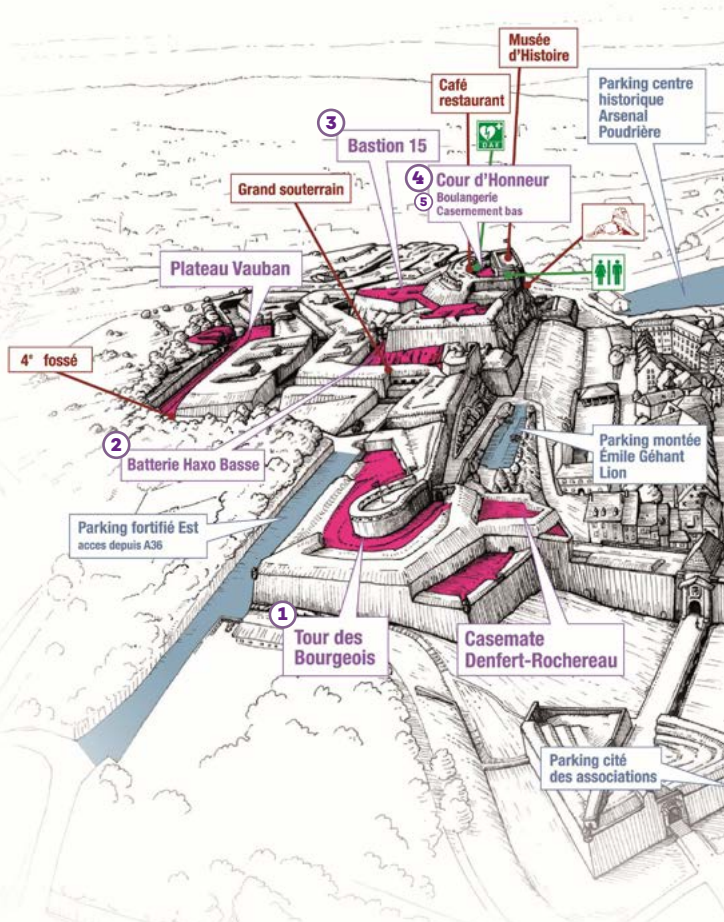 Musée
d'Histoire
Café
restaurant
Parking centre
historique
Arsenal
Poudrière
DAE
3
Bastion 15
4 Cour d'Honneur
5 Boulangerie
Casernement bas
Grand souterrain
Plateau Vauban
4° fossé
2
Batterie Haxo Basse
Parking montée
Émile Géhant
Lion
Parking fortifié Est
acces depuis A36
1
Tour des
Bourgeois
Casemate
Denfert-Rochereau
Parking cité
des associations